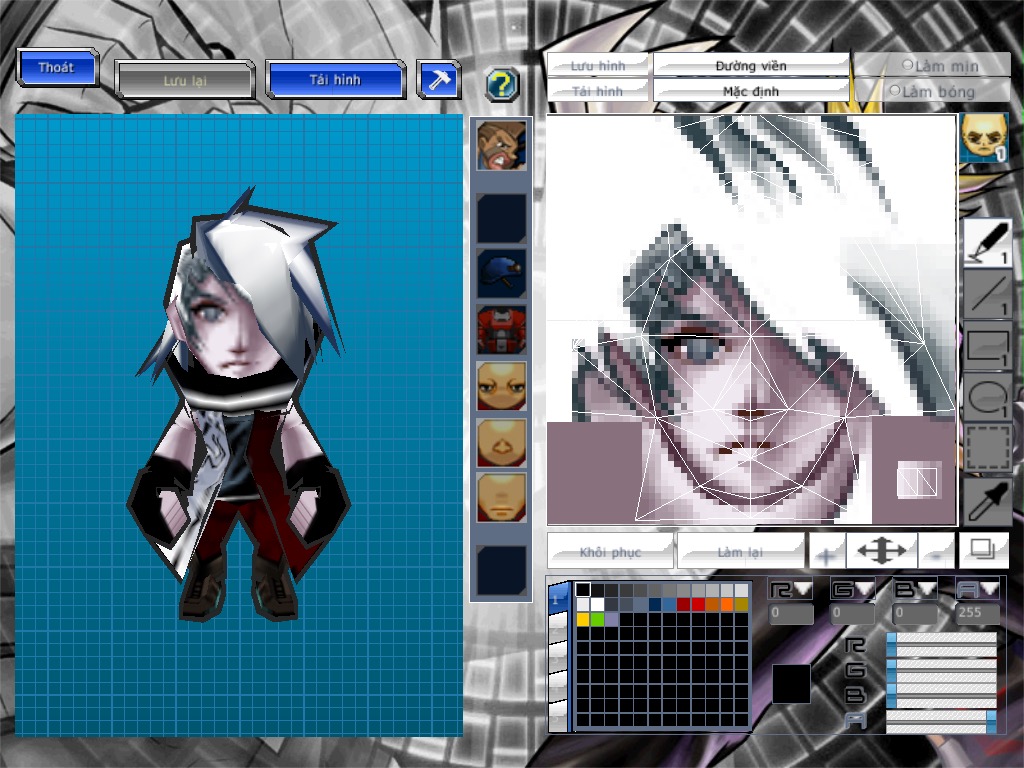 Thoát
Lưu lại
Tải hình
?
Lưu hình
Đường viền
Làm mịn
Tải hình
Mặc định
Làm bóng
1
1
1
1
1
Khôi phục
Làm lại
+
-
1
R
G
B
A
0
0
0
255
R
G
B
A